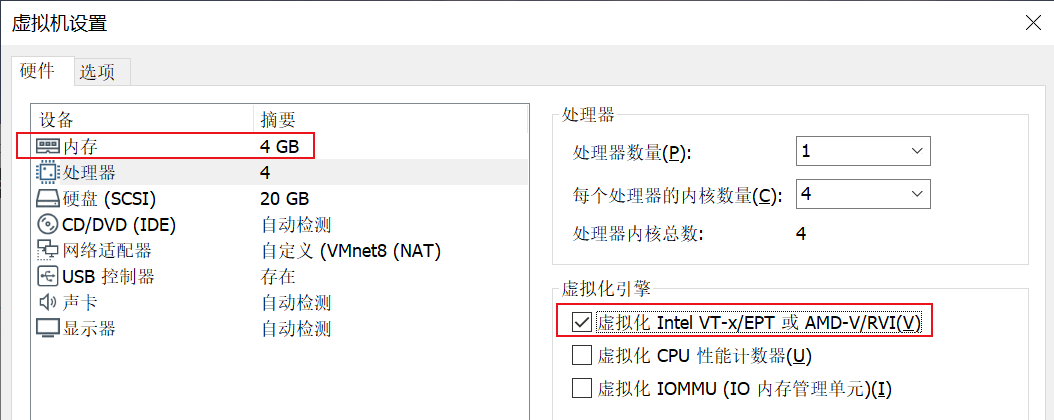 虚拟机设置
硬件 选项
设备 摘要
内存 4 GB
处理器 4
硬盘 (SCSI) 20 GB
CD/DVD (IDE) 自动检测
网络适配器 自定义 (VMnet8 (NAT)
USB 控制器 存在
声卡 自动检测
显示器 自动检测
处理器
处理器数量(P): 1
每个处理器的内核数量(C): 4
处理器内核总数: 4
虚拟化引擎
虚拟化 Intel VT-x/EPT 或 AMD-V/RVI(V)
虚拟化 CPU 性能计数器(U)
虚拟化 IOMMU (IO 内存管理单元)(I)